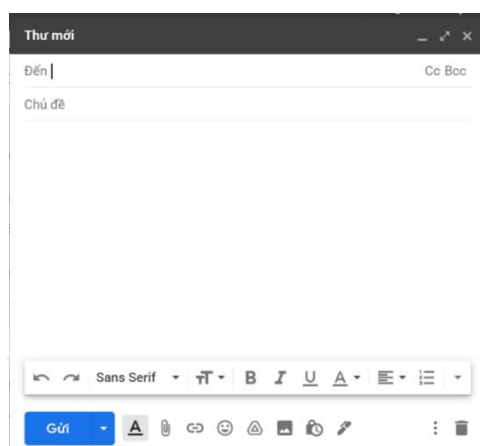 Thư mới
Đến Cc Bcc
Chủ đề
Sans Serif B I U A
Gửi A